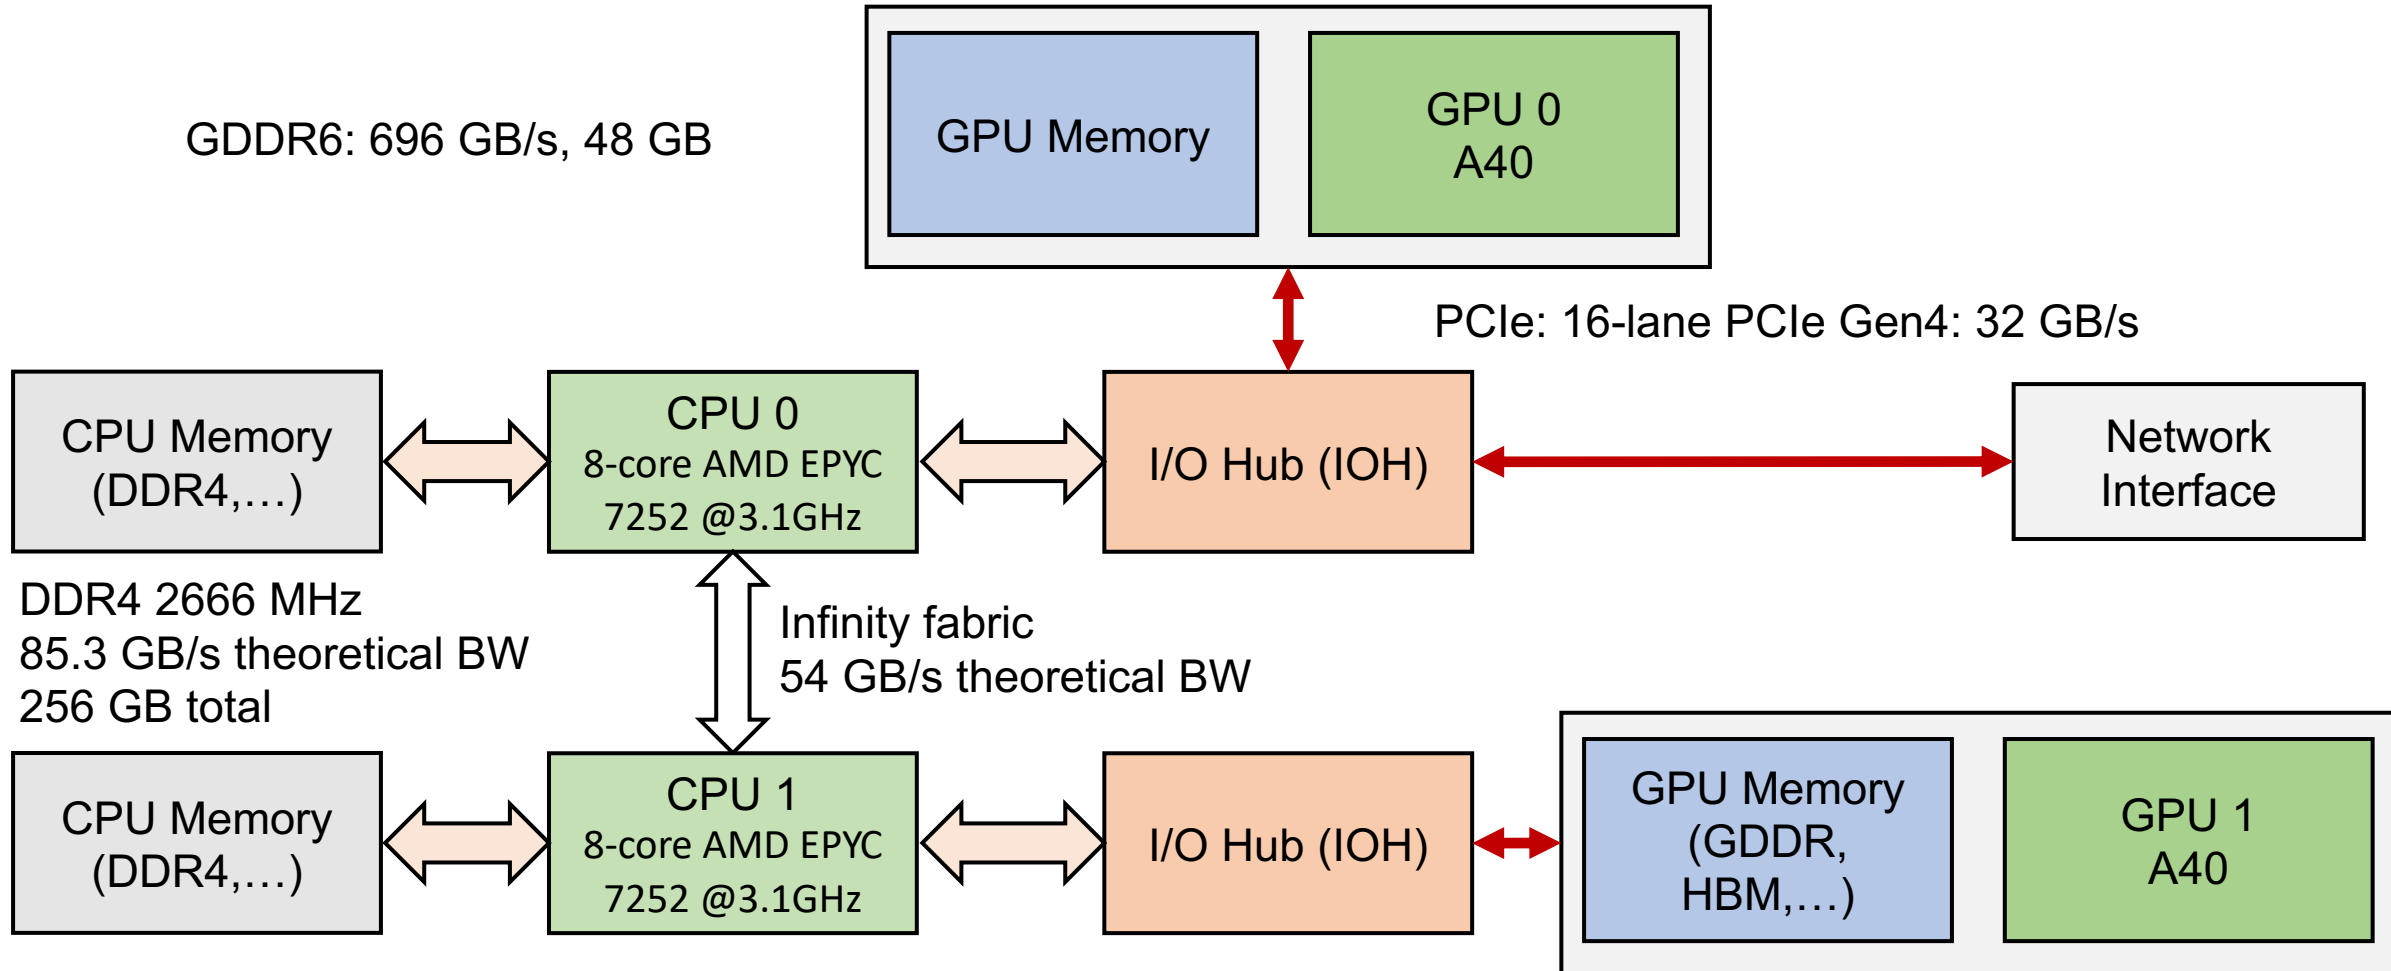 GDDR6: 696 GB/s, 48 GB
GPU Memory
GPU 0
A40
PCIe: 16-lane PCIe Gen4: 32 GB/s
CPU Memory
(DDR4,…)
CPU 0
8-core AMD EPYC
7252 @3.1GHz
I/O Hub (IOH)
Network
Interface
DDR4 2666 MHz
85.3 GB/s theoretical BW
256 GB total
Infinity fabric
54 GB/s theoretical BW
CPU Memory
(DDR4,…)
CPU 1
8-core AMD EPYC
7252 @3.1GHz
I/O Hub (IOH)
GPU Memory
(GDDR,
HBM,…)
GPU 1
A40